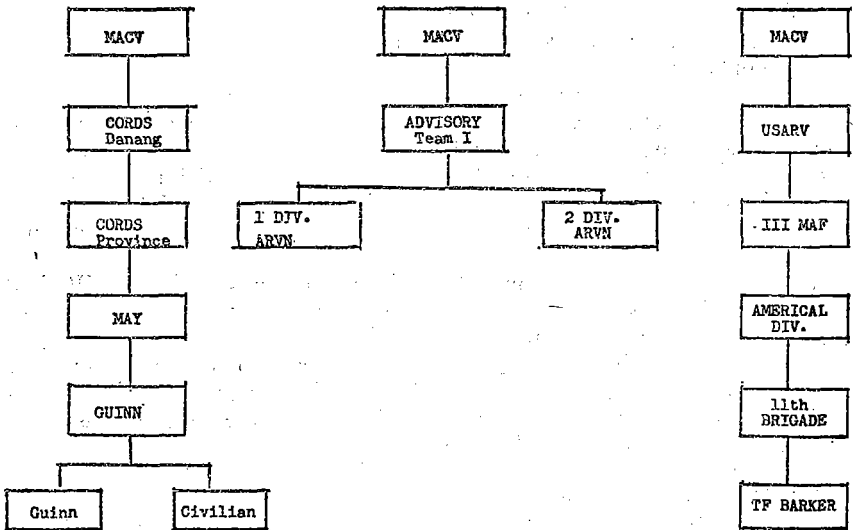 MACV
CORDS
Danang
CORDS
Province
MAY
GUINN
Guinn
Civilian
MACV
ADVISORY
Team I
1 DIV.
ARVN
2 DIV.
ARVN
MACV
USARV
III MAF
AMERICAL
DIV.
11th
BRIGADE
TF BARKER